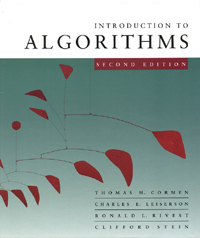 INTRODUCTION TO
ALGORITHMS
SECOND EDITION
THOMAS H. CORMEN
CHARLES E. LEISERSON
RONALD L. RIVEST
CLIFFORD STEIN